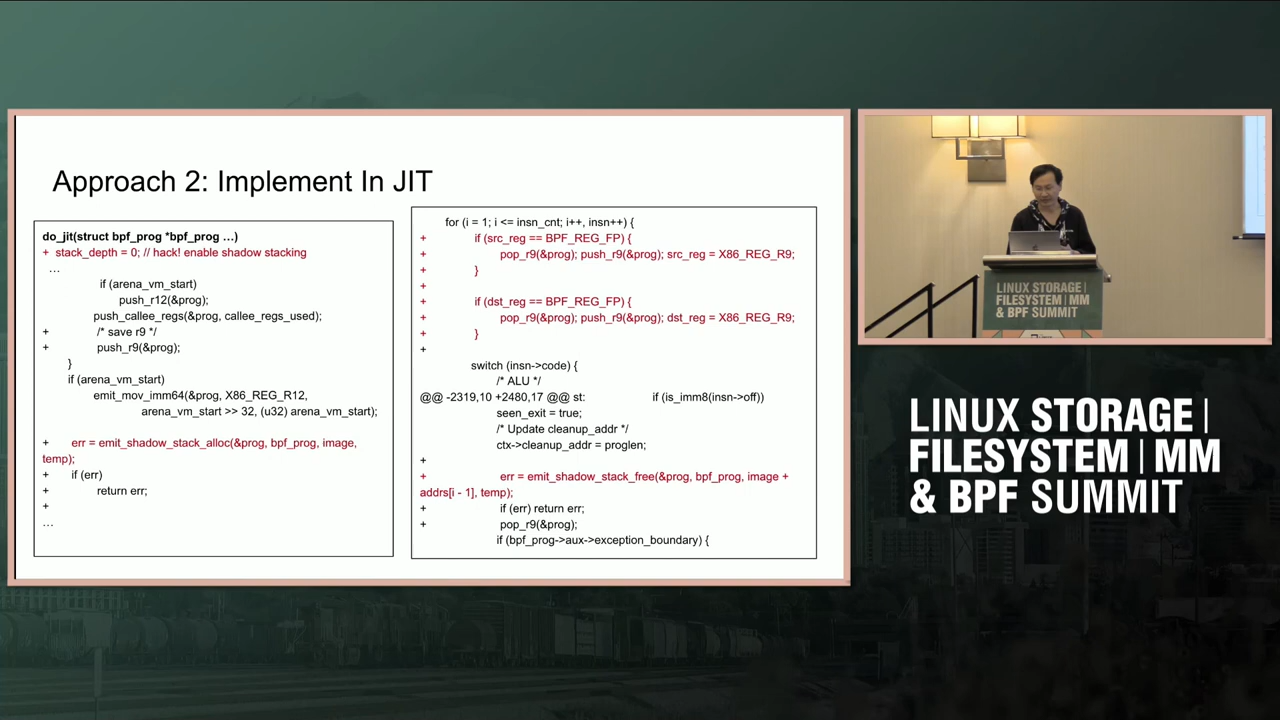 Approach 2: Implement In JIT
do_jit(struct bpf_prog *bpf_prog …)
+ stack_depth = 0; // hack! enable shadow stacking
…
if (arena_vm_start)
push_r12(&prog);
push_callee_regs(&prog, callee_regs_used);
+ /* save r9 */
+ push_r9(&prog);
}
if (arena_vm_start)
emit_mov_imm64(&prog, X86_REG_R12,
arena_vm_start >> 32, (u32) arena_vm_start);
+ err = emit_shadow_stack_alloc(&prog, bpf_prog, image,
temp);
+ if (err)
+ return err;
+
…
for (i = 1; i <= insn_cnt; i++, insn++) {
+ if (src_reg == BPF_REG_FP) {
+ pop_r9(&prog); push_r9(&prog); src_reg = X86_REG_R9;
+ }
+
+ if (dst_reg == BPF_REG_FP) {
+ pop_r9(&prog); push_r9(&prog); dst_reg = X86_REG_R9;
+ }
+
switch (insn->code) {
/* ALU */
@@ -2319,10 +2480,17 @@ st: if (is_imm8(insn->off))
seen_exit = true;
/* Update cleanup_addr */
ctx->cleanup_addr = proglen;
+
+ err = emit_shadow_stack_free(&prog, bpf_prog, image +
addrs[i - 1], temp);
+ if (err) return err;
+ pop_r9(&prog);
if (bpf_prog->aux->exception_boundary) {
LINUX STORAGE |
FILESYSTEM | MM
& BPF SUMMIT
LINUX STORAGE |
FILESYSTEM | MM
& BPF SUMMIT